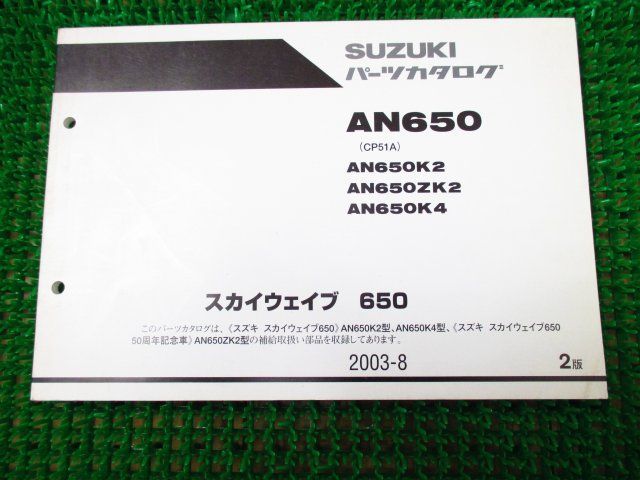 SUZUKI
パーツカタログ
AN650
(CP51A)
AN650K2
AN650ZK2
AN650K4
スカイウェイブ 650
このパーツカタログは、《スズキ スカイウェイブ650》AN650K2型、AN650K4型、《スズキ スカイウェイブ650
50周年記念車》AN650ZK2型の補給取扱い部品を収録してあります。
2003-8
2版